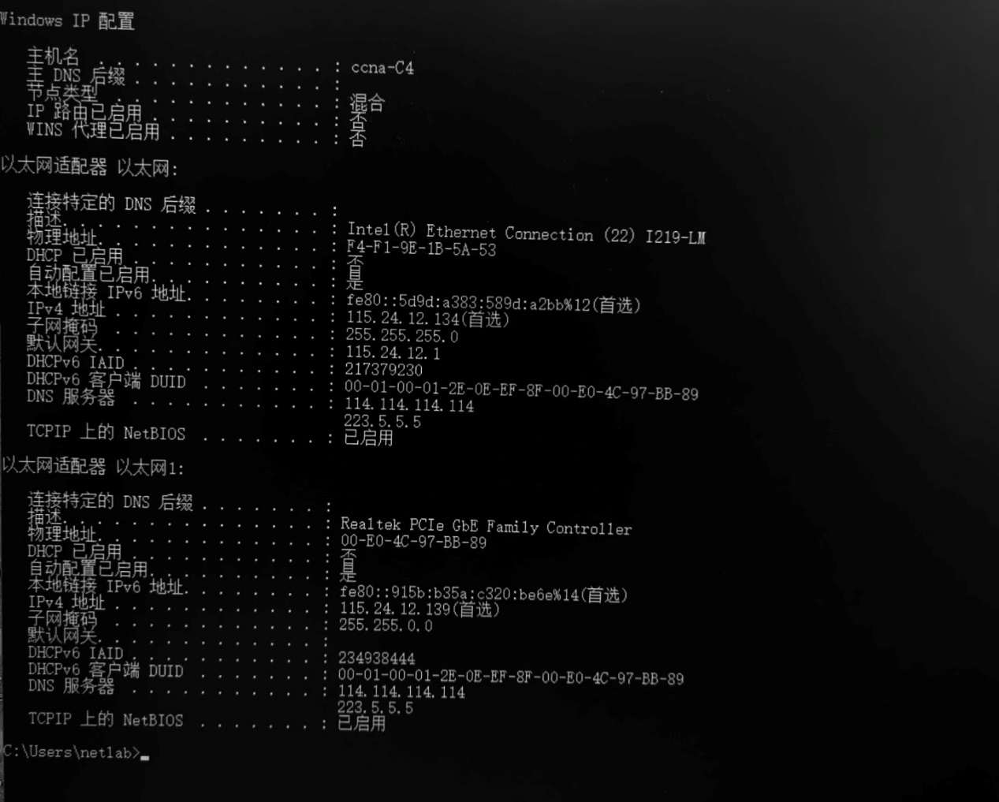 Windows IP 配置
主机名 . . . . . . . . . . . . . : ccna-C4
主 DNS 后缀 . . . . . . . . . . . :
节点类型 . . . . . . . . . . . . : 混合
IP 路由已启用 . . . . . . . . . . : 否
WINS 代理已启用 . . . . . . . . . : 否
以太网适配器 以太网:
连接特定的 DNS 后缀 . . . . . . . :
描述. . . . . . . . . . . . . . . : Intel(R) Ethernet Connection (22) I219-LM
物理地址. . . . . . . . . . . . . : F4-F1-9E-1B-5A-53
DHCP 已启用 . . . . . . . . . . . : 否
自动配置已启用. . . . . . . . . . : 是
本地链接 IPv6 地址. . . . . . . . : fe80::5d9d:a383:589d:a2bb%12(首选)
IPv4 地址 . . . . . . . . . . . . : 115.24.12.134(首选)
子网掩码 . . . . . . . . . . . . : 255.255.255.0
默认网关. . . . . . . . . . . . . : 115.24.12.1
DHCPv6 IAID . . . . . . . . . . . : 217379230
DHCPv6 客户端 DUID . . . . . . . : 00-01-00-01-2E-0E-EF-8F-00-E0-4C-97-BB-89
DNS 服务器 . . . . . . . . . . . : 114.114.114.114
223.5.5.5
TCPIP 上的 NetBIOS . . . . . . . : 已启用
以太网适配器 以太网1:
连接特定的 DNS 后缀 . . . . . . . :
描述. . . . . . . . . . . . . . . : Realtek PCIe GbE Family Controller
物理地址. . . . . . . . . . . . . : 00-E0-4C-97-BB-89
DHCP 已启用 . . . . . . . . . . . : 否
自动配置已启用. . . . . . . . . . : 是
本地链接 IPv6 地址. . . . . . . . : fe80::915b:b35a:c320:be6e%14(首选)
IPv4 地址 . . . . . . . . . . . . : 115.24.12.139(首选)
子网掩码 . . . . . . . . . . . . : 255.255.0.0
默认网关. . . . . . . . . . . . . :
DHCPv6 IAID . . . . . . . . . . . : 234938444
DHCPv6 客户端 DUID . . . . . . . : 00-01-00-01-2E-0E-EF-8F-00-E0-4C-97-BB-89
DNS 服务器 . . . . . . . . . . . : 114.114.114.114
223.5.5.5
TCPIP 上的 NetBIOS . . . . . . . : 已启用
C:\Users\netlab>_